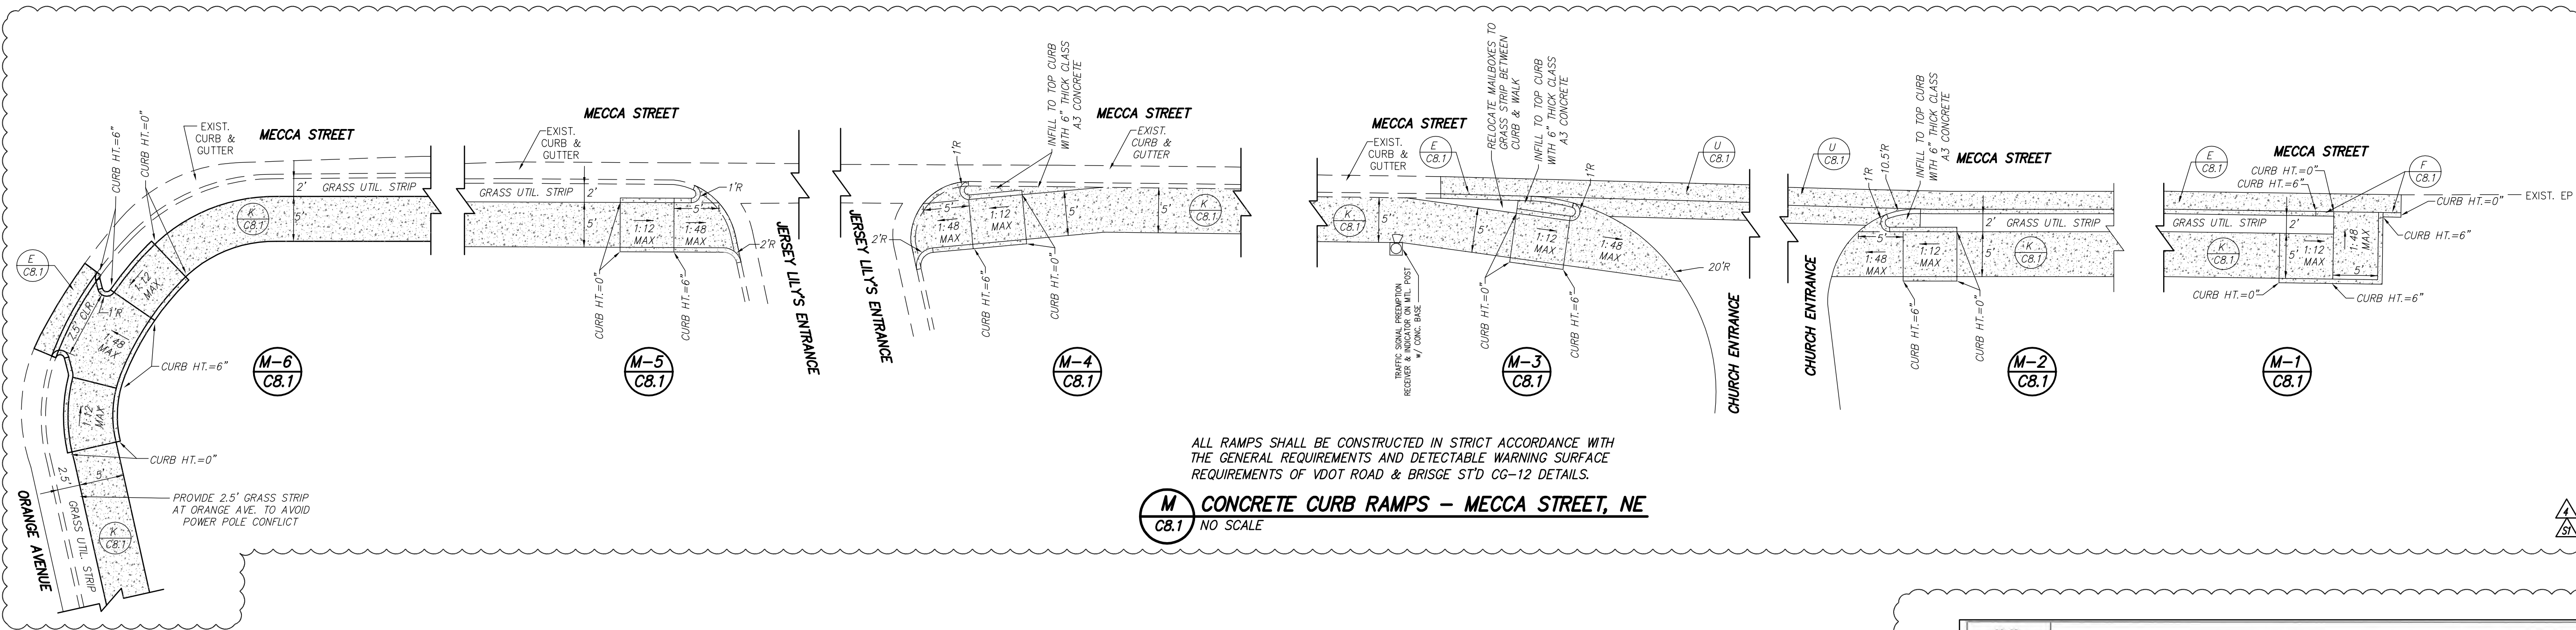 CURB HT.=6"
CURB HT.=0"
EXIST.
CURB &
GUTTER
MECCA STREET
2'
GRASS UTIL. STRIP
5'
K
C8.1
E
C8.1
1:12
MAX
2.5' CLR.
1'R
1:48
MAX
CURB HT.=6"
1:12
MAX
CURB HT.=0"
2.5'
5'
PROVIDE 2.5' GRASS STRIP
AT ORANGE AVE. TO AVOID
POWER POLE CONFLICT
GRASS UTIL. STRIP
K
C8.1
ORANGE AVENUE
M-6
C8.1
MECCA STREET
EXIST.
CURB &
GUTTER
GRASS UTIL. STRIP
2'
5'
1'R
5'
1:12
MAX
1:48
MAX
2'R
CURB HT.=0"
CURB HT.=6"
JERSEY LILY'S ENTRANCE
M-5
C8.1
INFILL TO TOP CURB
WITH 6" THICK CLASS
A3 CONCRETE
MECCA STREET
EXIST.
CURB &
GUTTER
1'R
5'
1:48
MAX
1:12
MAX
5'
5'
K
C8.1
2'R
CURB HT.=6"
CURB HT.=0"
JERSEY LILY'S ENTRANCE
M-4
C8.1
RELOCATE MAILBOXES TO
GRASS STRIP BETWEEN
CURB & WALK
INFILL TO TOP CURB
WITH 6" THICK CLASS
A3 CONCRETE
MECCA STREET
EXIST.
CURB &
GUTTER
E
C8.1
U
C8.1
1'R
K
C8.1
5'
5'
1:12
MAX
1:48
MAX
20'R
TRAFFIC SIGNAL PREEMPTION
RECEIVER & INDICATOR ON MTL. POST
w/ CONC. BASE
CURB HT.=0"
CURB HT.=6"
CHURCH ENTRANCE
M-3
C8.1
U
C8.1
1'R
10.5'R
INFILL TO TOP CURB
WITH 6" THICK CLASS
A3 CONCRETE
MECCA STREET
2'
GRASS UTIL. STRIP
5'
1:48
MAX
1:12
MAX
K
C8.1
5'
CHURCH ENTRANCE
CURB HT.=6"
CURB HT.=0"
M-2
C8.1
E
C8.1
MECCA STREET
CURB HT.=0"
CURB HT.=6"
F
C8.1
EXIST. EP
CURB HT.=0"
GRASS UTIL. STRIP
2'
CURB HT.=6"
K
C8.1
5'
1:12
MAX
1:48
MAX
5'
CURB HT.=0"
CURB HT.=6"
M-1
C8.1
ALL RAMPS SHALL BE CONSTRUCTED IN STRICT ACCORDANCE WITH
THE GENERAL REQUIREMENTS AND DETECTABLE WARNING SURFACE
REQUIREMENTS OF VDOT ROAD & BRISGE ST'D CG-12 DETAILS.
M
C8.1
CONCRETE CURB RAMPS - MECCA STREET, NE
NO SCALE
4
S1